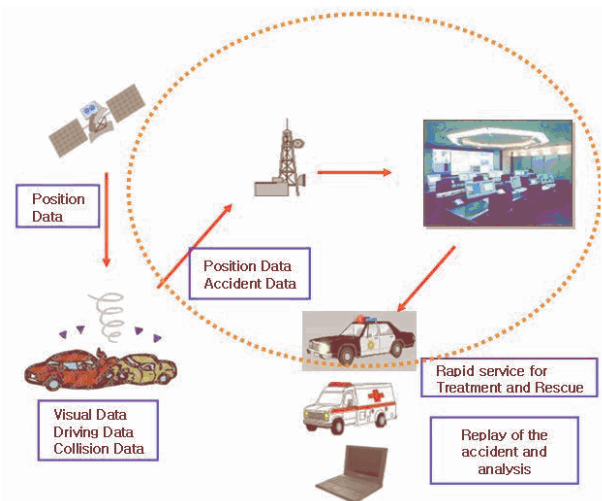 Position
Data
Position Data
Accident Data
Visual Data
Driving Data
Collision Data
Rapid service for
Treatment and Rescue
Replay of the
accident and
analysis